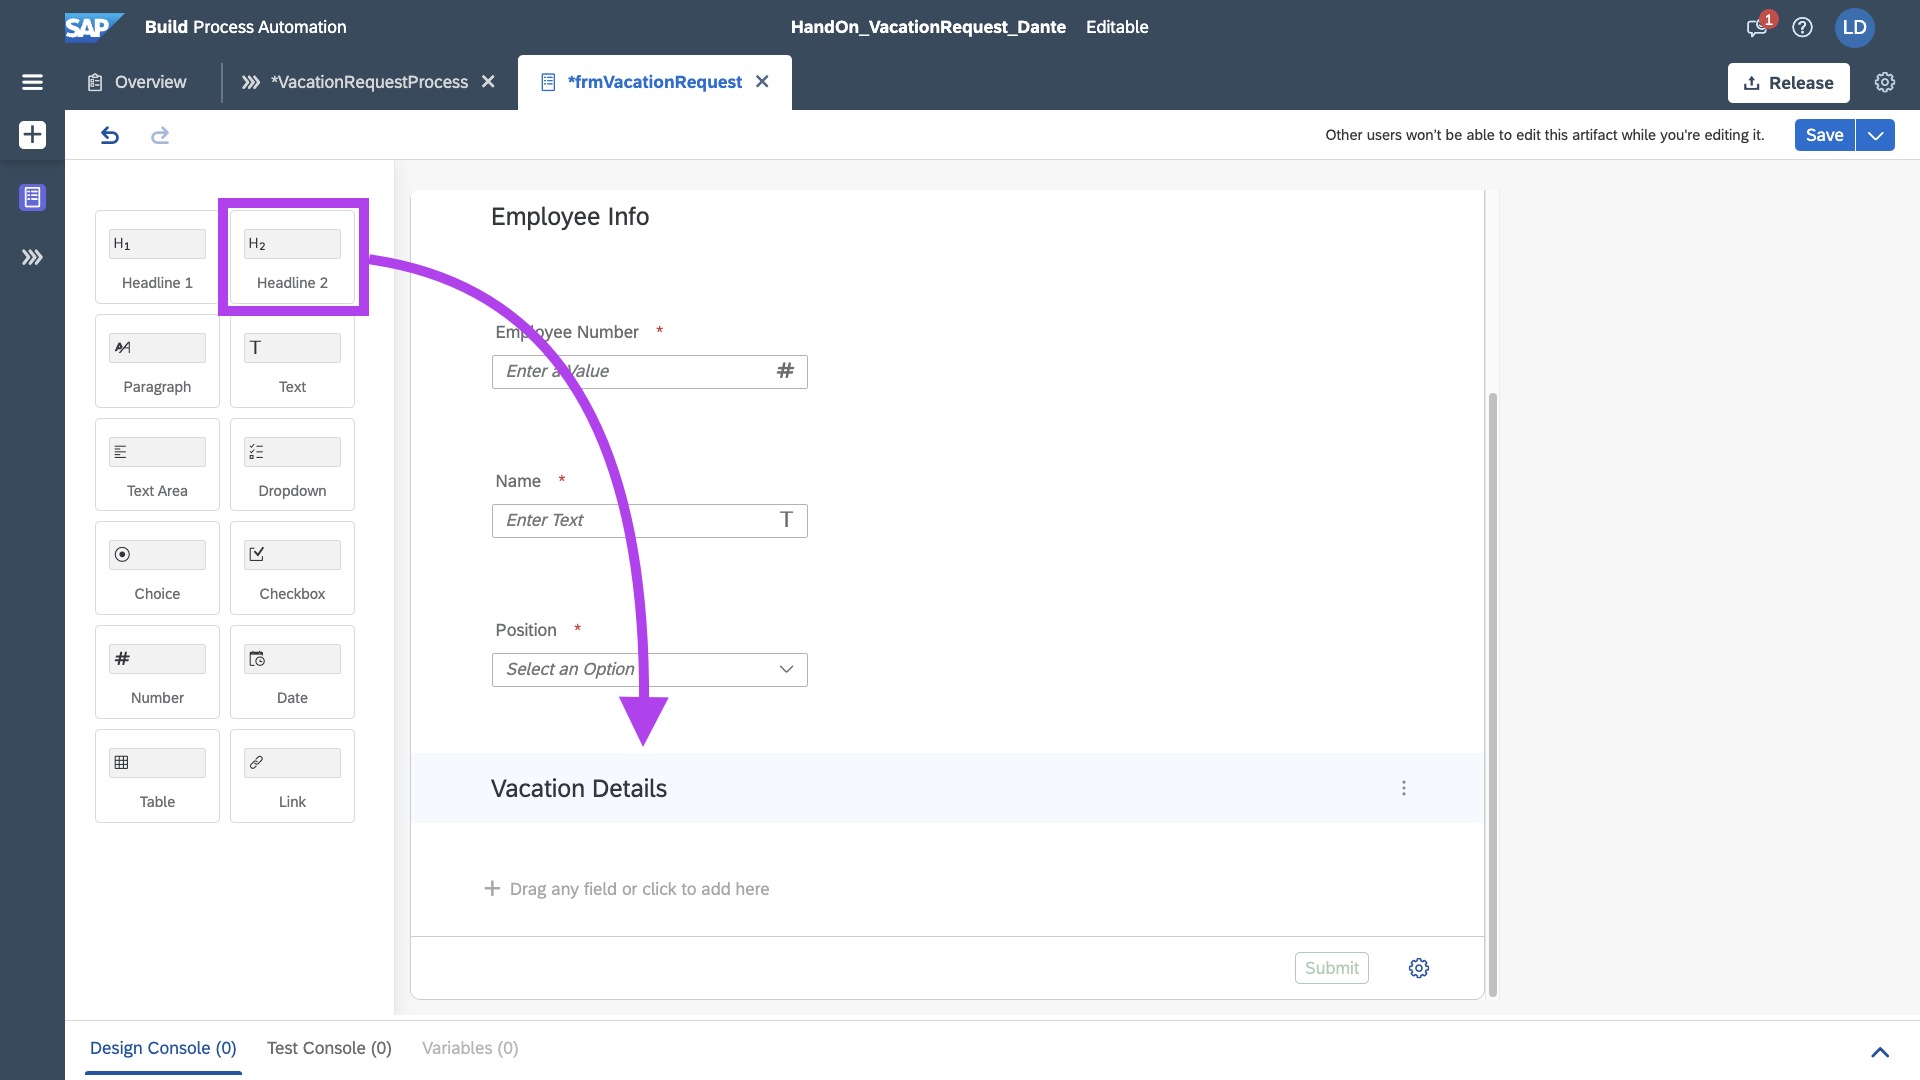 SAP Build Process Automation
HandOn_VacationRequest_Dante Editable
1
LD
Overview
*VacationRequestProcess
*frmVacationRequest
Release
Other users won't be able to edit this artifact while you're editing it.
Save
H1
Headline 1
H2
Headline 2
Paragraph
T
Text
Text Area
Dropdown
Choice
Checkbox
#
Number
Date
Table
Link
Employee Info
Employee Number *
Enter a Value #
Name *
Enter Text T
Position *
Select an Option
Vacation Details
+ Drag any field or click to add here
Submit
Design Console (0) Test Console (0) Variables (0)